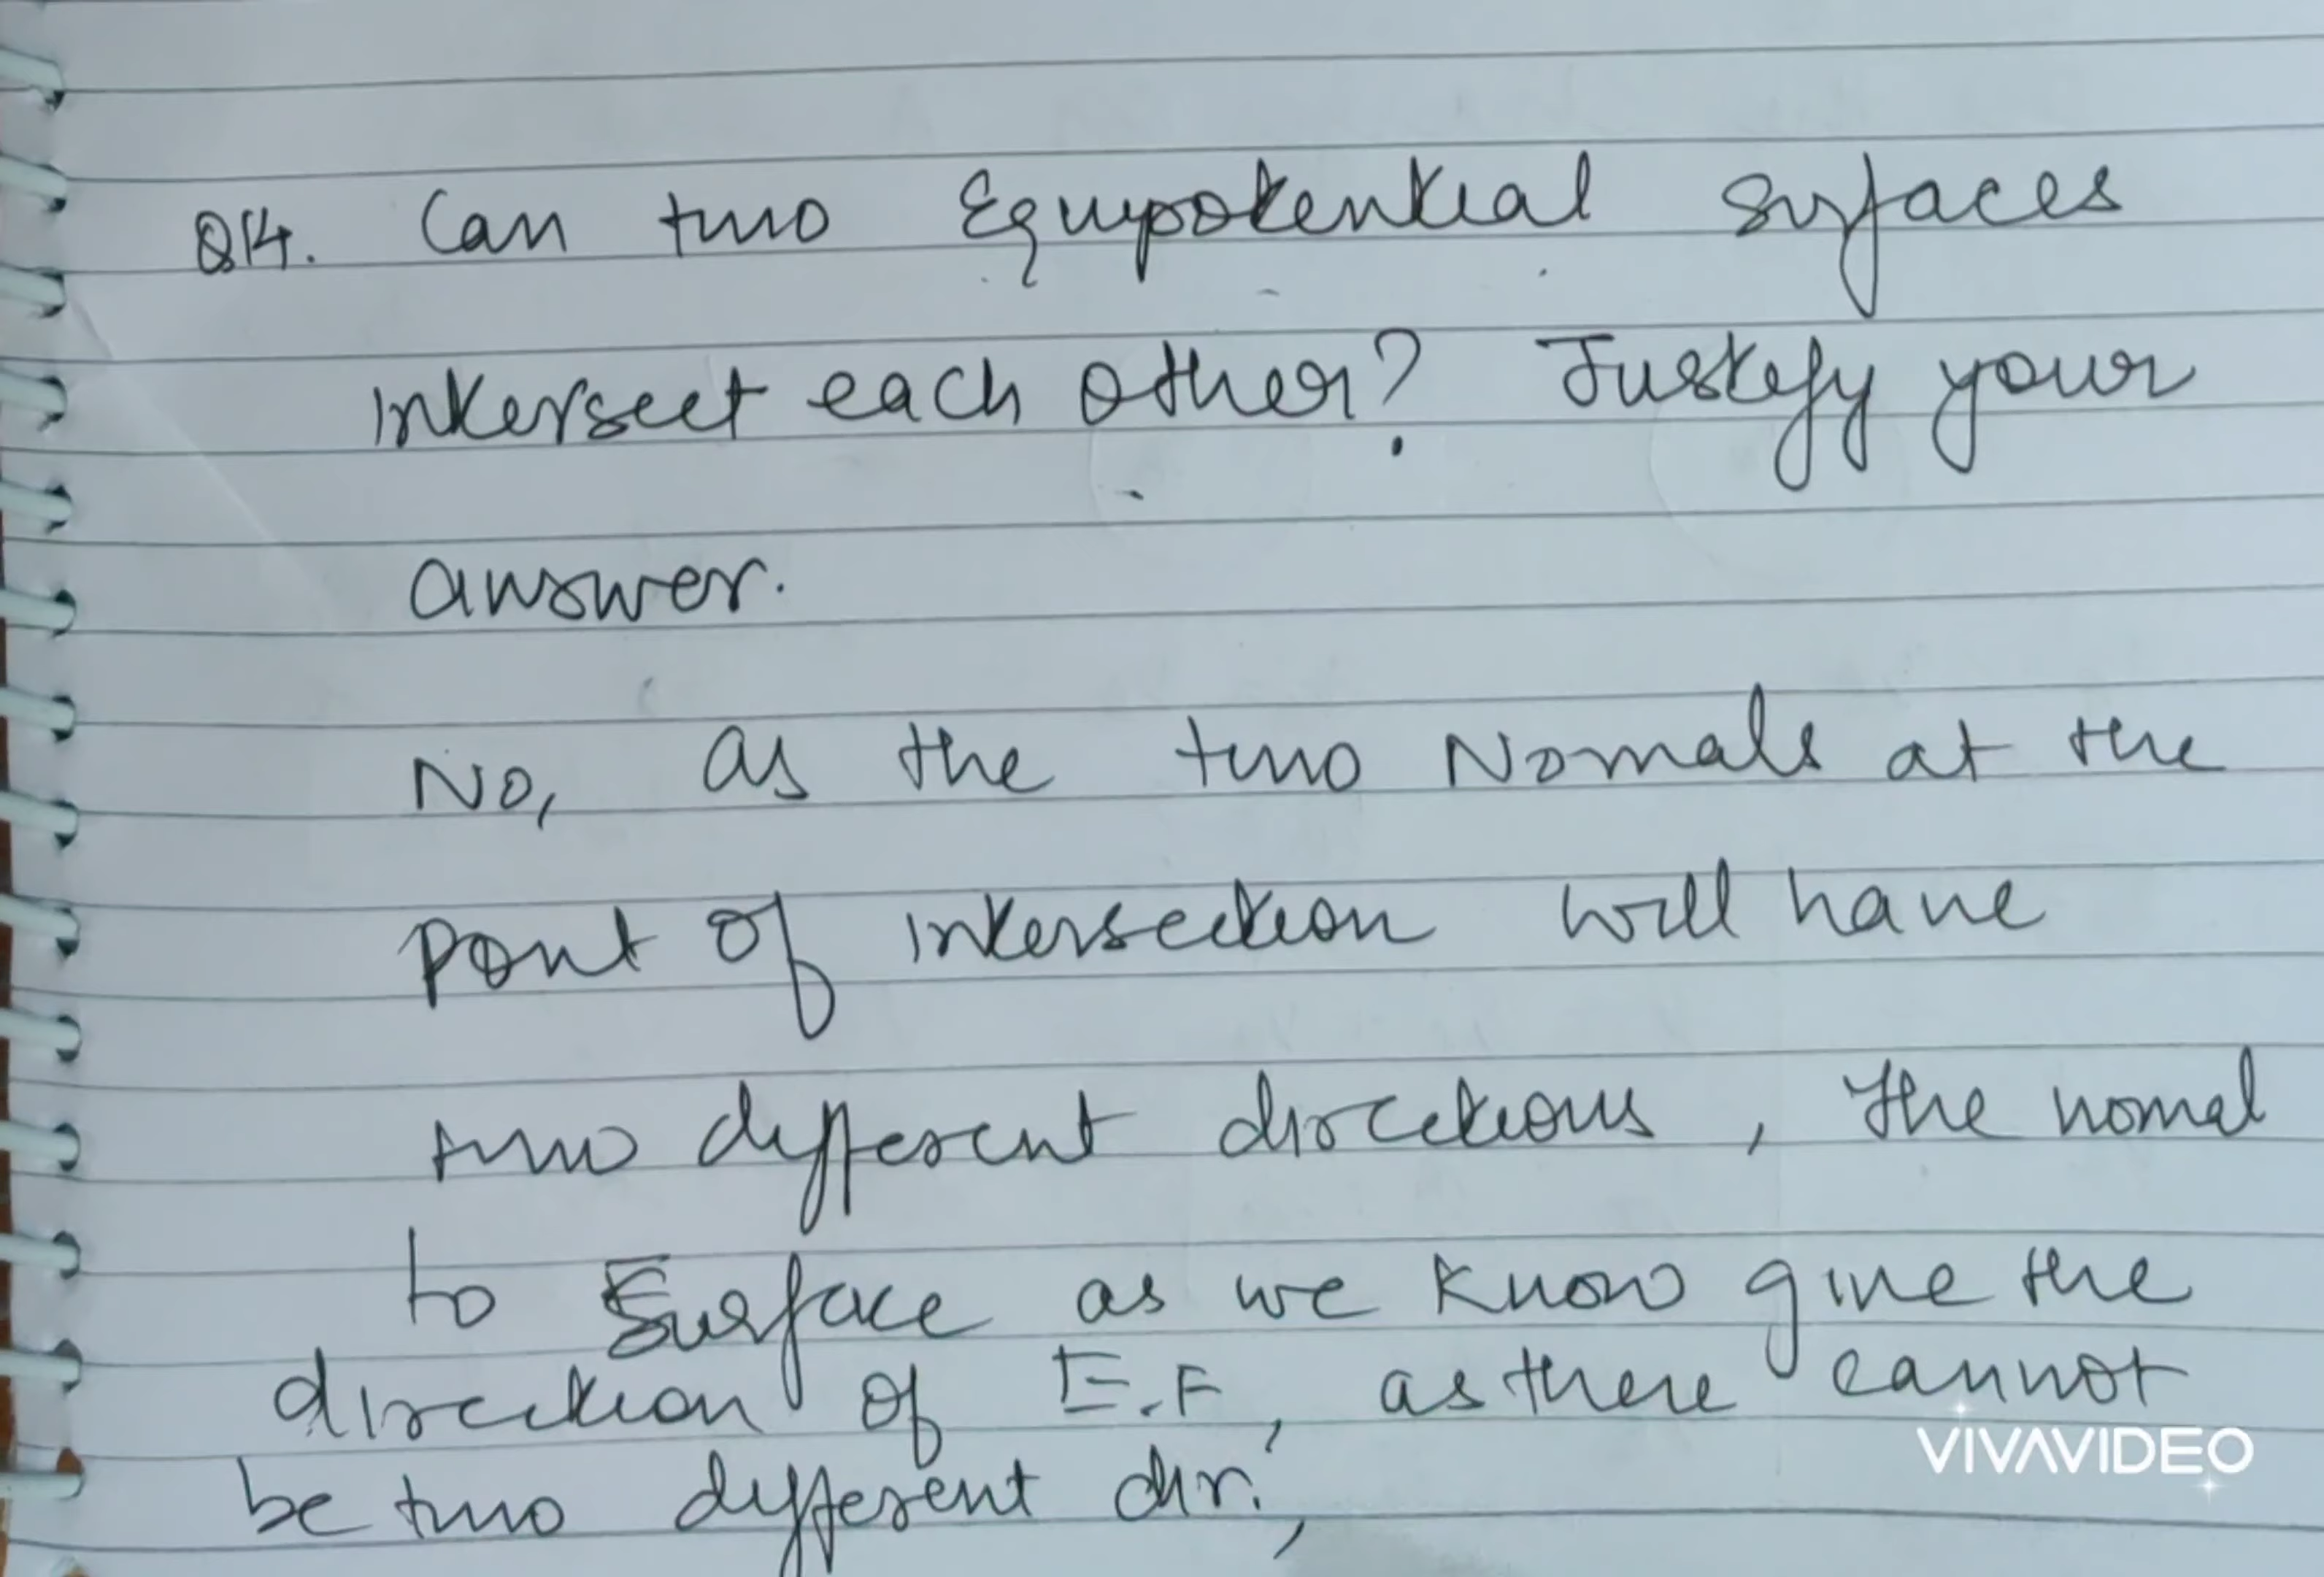 Q14. Can two Equipotential Surfaces
intersect each other? Justify your
answer.
No, as the two Nomals at the
point of intersection will have
two different directions, the nomal
to Surface as we know give the
direction of E.F, as there cannot
be two different dir.,
VIVAVIDEO